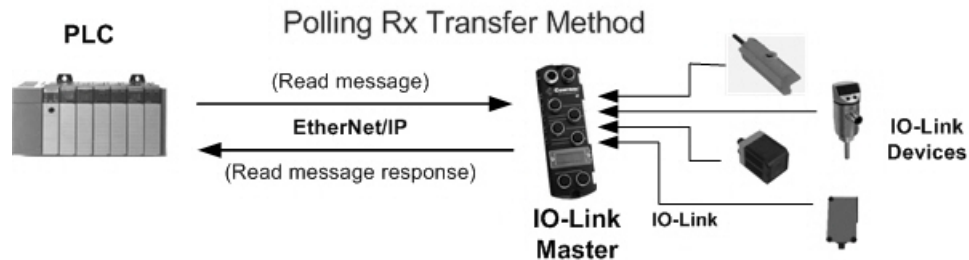 Polling Rx Transfer Method
PLC
(Read message)
EtherNet/IP
(Read message response)
IO-Link
Master
IO-Link
IO-Link
Devices